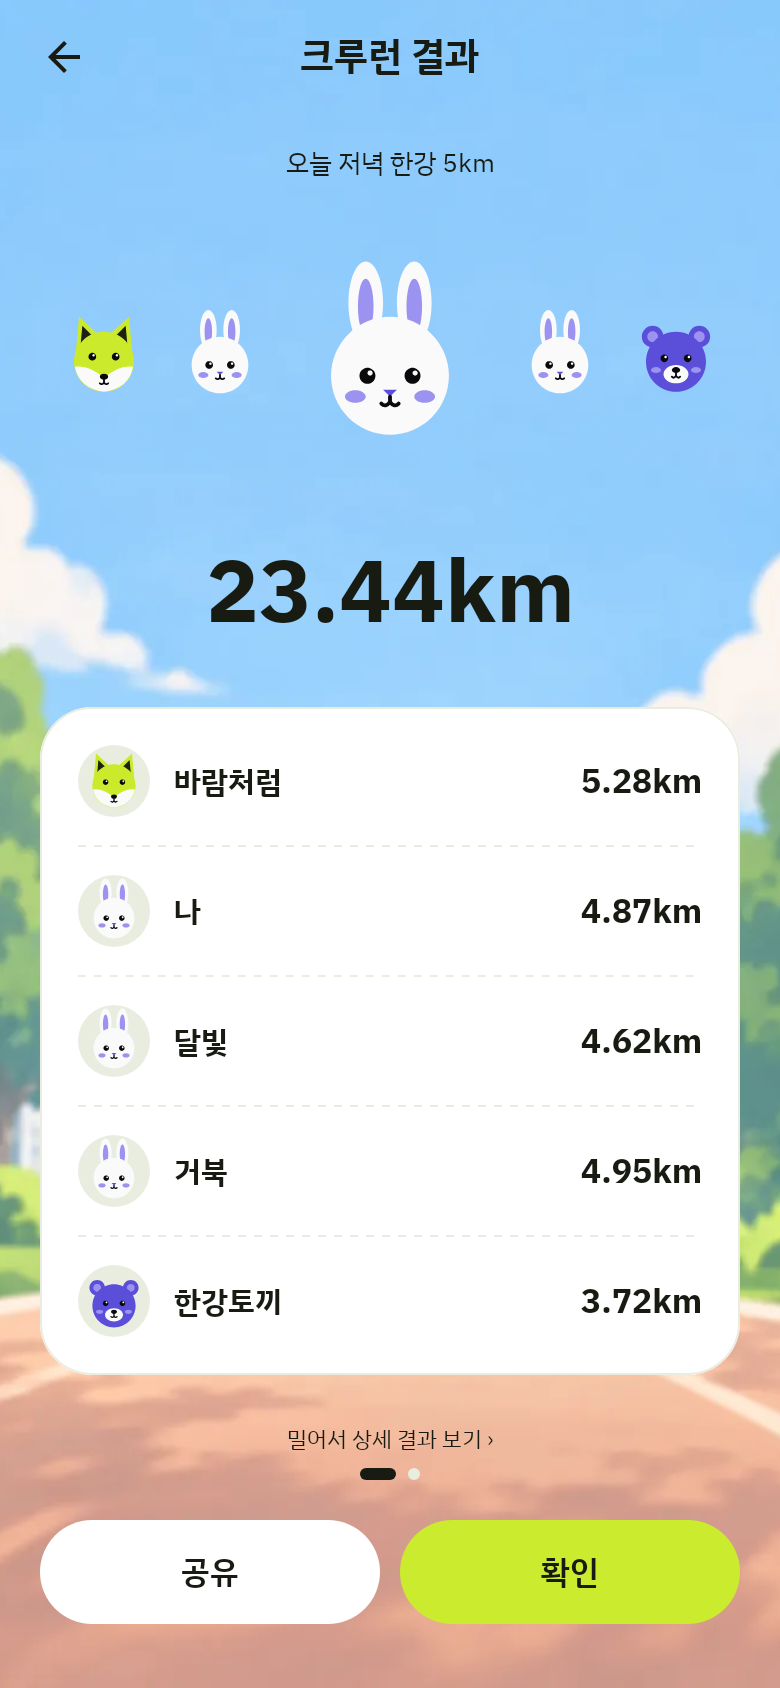 크루런 결과
오늘 저녁 한강 5km
23.44km
바람처럼 5.28km
나 4.87km
달빛 4.62km
거북 4.95km
한강토끼 3.72km
밀어서 상세 결과 보기 ›
공유 확인